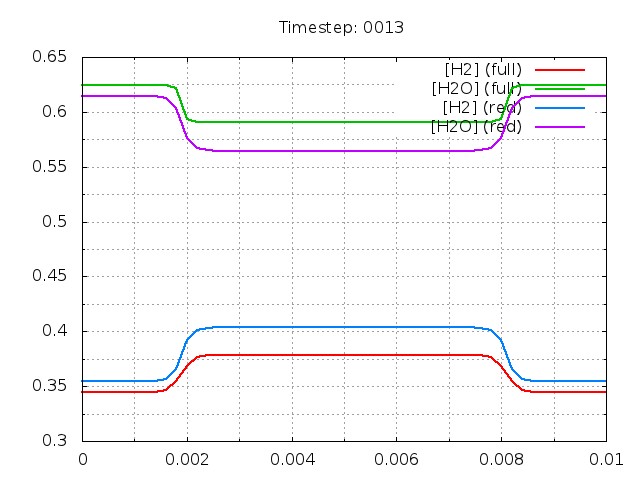 Timestep: 0013
0.65
[H2] (full)
[H2O] (full)
0.6
[H2] (red)
[H2O] (red)
0.55
0.5
0.45
0.4
0.35
0.3
0 0.002 0.004 0.006 0.008 0.01